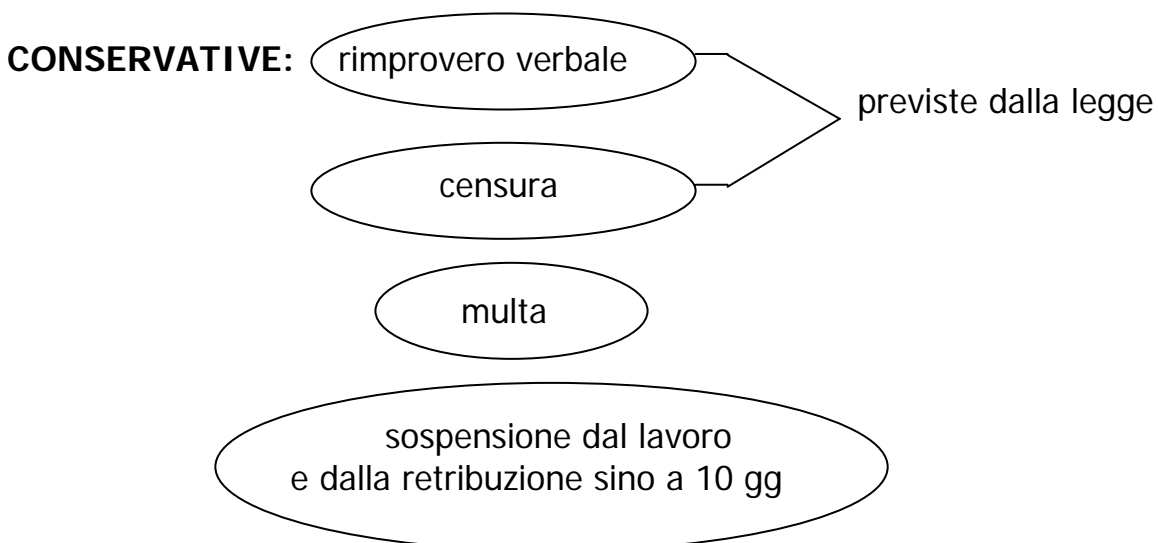 CONSERVATIVE: rimprovero verbale
previste dalla legge
censura
multa
sospensione dal lavoro
e dalla retribuzione sino a 10 gg